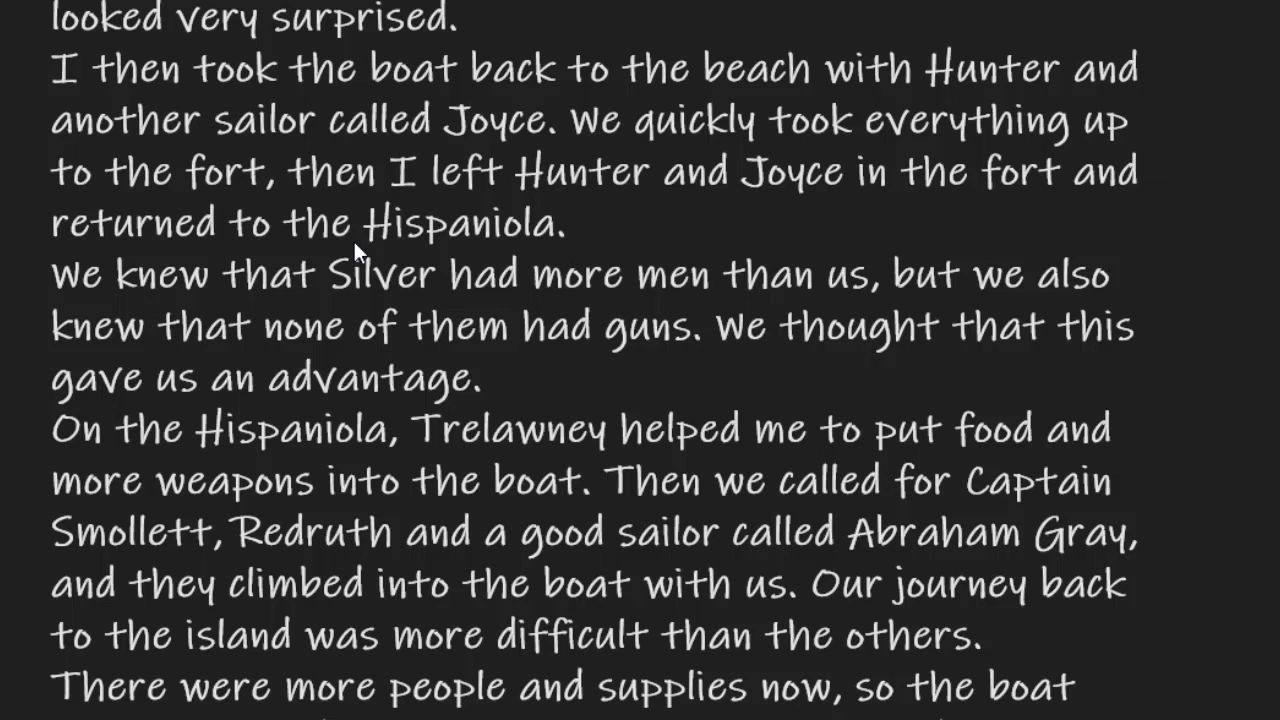 looked very surprised.
I then took the boat back to the beach with Hunter and
another sailor called Joyce. We quickly took everything up
to the fort, then I left Hunter and Joyce in the fort and
returned to the Hispaniola.
We knew that Silver had more men than us, but we also
knew that none of them had guns. We thought that this
gave us an advantage.
On the Hispaniola, Trelawney helped me to put food and
more weapons into the boat. Then we called for Captain
Smollett, Redruth and a good sailor called Abraham Gray,
and they climbed into the boat with us. Our journey back
to the island was more difficult than the others.
There were more people and supplies now, so the boat